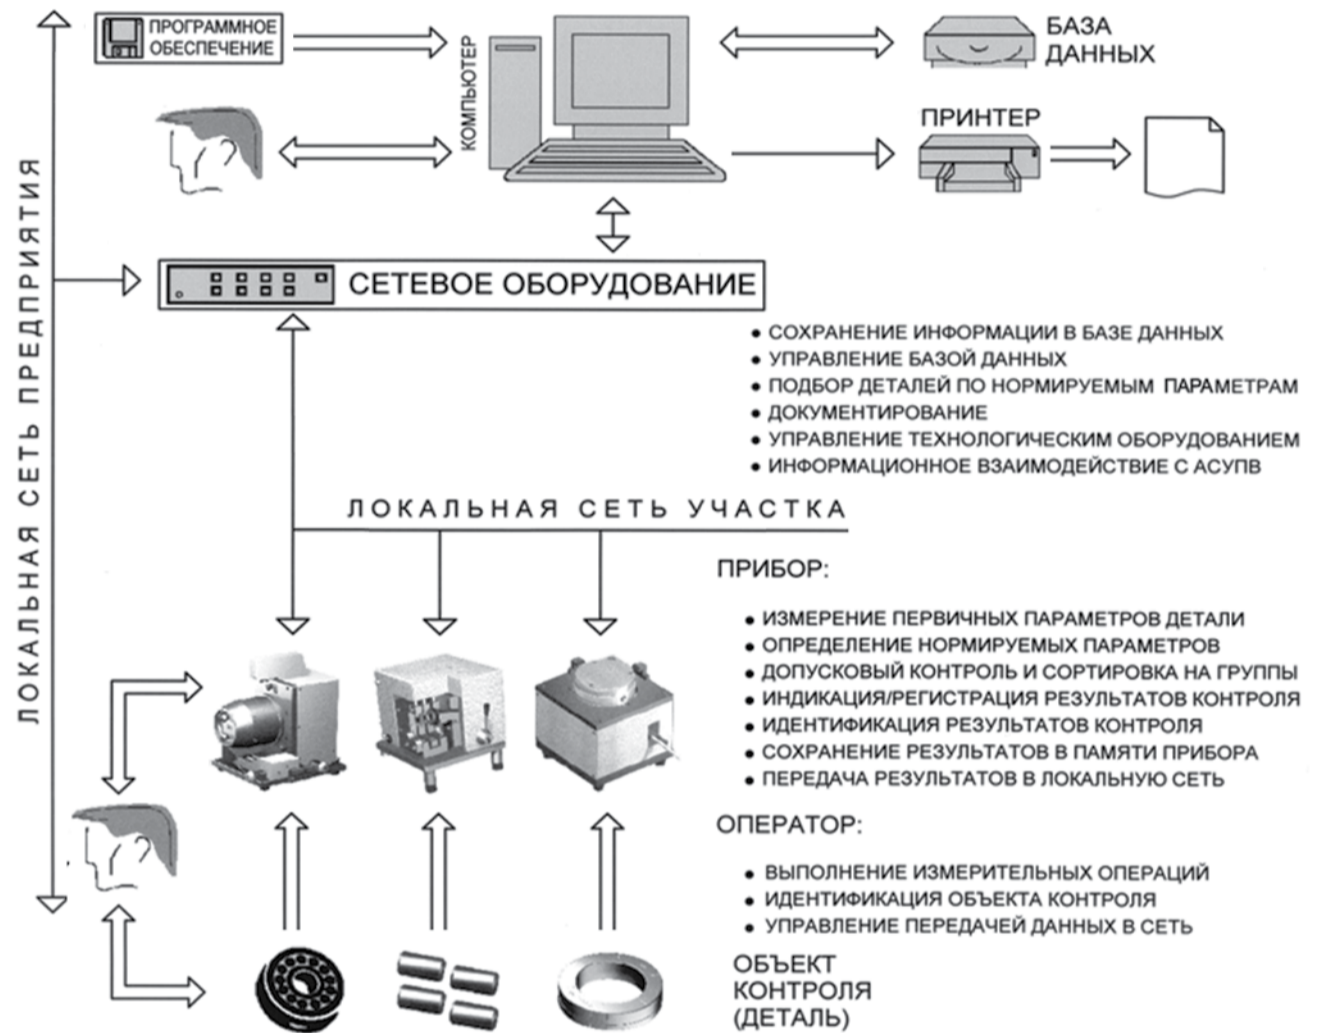 ПРОГРАММНОЕ
ОБЕСПЕЧЕНИЕ
КОМПЬЮТЕР
БАЗА
ДАННЫХ
ПРИНТЕР
ЛОКАЛЬНАЯ СЕТЬ ПРЕДПРИЯТИЯ
СЕТЕВОЕ ОБОРУДОВАНИЕ
• СОХРАНЕНИЕ ИНФОРМАЦИИ В БАЗЕ ДАННЫХ
• УПРАВЛЕНИЕ БАЗОЙ ДАННЫХ
• ПОДБОР ДЕТАЛЕЙ ПО НОРМИРУЕМЫМ ПАРАМЕТРАМ
• ДОКУМЕНТИРОВАНИЕ
• УПРАВЛЕНИЕ ТЕХНОЛОГИЧЕСКИМ ОБОРУДОВАНИЕМ
• ИНФОРМАЦИОННОЕ ВЗАИМОДЕЙСТВИЕ С АСУПВ
ЛОКАЛЬНАЯ СЕТЬ УЧАСТКА
ПРИБОР:
• ИЗМЕРЕНИЕ ПЕРВИЧНЫХ ПАРАМЕТРОВ ДЕТАЛИ
• ОПРЕДЕЛЕНИЕ НОРМИРУЕМЫХ ПАРАМЕТРОВ
• ДОПУСКОВЫЙ КОНТРОЛЬ И СОРТИРОВКА НА ГРУППЫ
• ИНДИКАЦИЯ/РЕГИСТРАЦИЯ РЕЗУЛЬТАТОВ КОНТРОЛЯ
• ИДЕНТИФИКАЦИЯ РЕЗУЛЬТАТОВ КОНТРОЛЯ
• СОХРАНЕНИЕ РЕЗУЛЬТАТОВ В ПАМЯТИ ПРИБОРА
• ПЕРЕДАЧА РЕЗУЛЬТАТОВ В ЛОКАЛЬНУЮ СЕТЬ
ОПЕРАТОР:
• ВЫПОЛНЕНИЕ ИЗМЕРИТЕЛЬНЫХ ОПЕРАЦИЙ
• ИДЕНТИФИКАЦИЯ ОБЪЕКТА КОНТРОЛЯ
• УПРАВЛЕНИЕ ПЕРЕДАЧЕЙ ДАННЫХ В СЕТЬ
ОБЪЕКТ
КОНТРОЛЯ
(ДЕТАЛЬ)